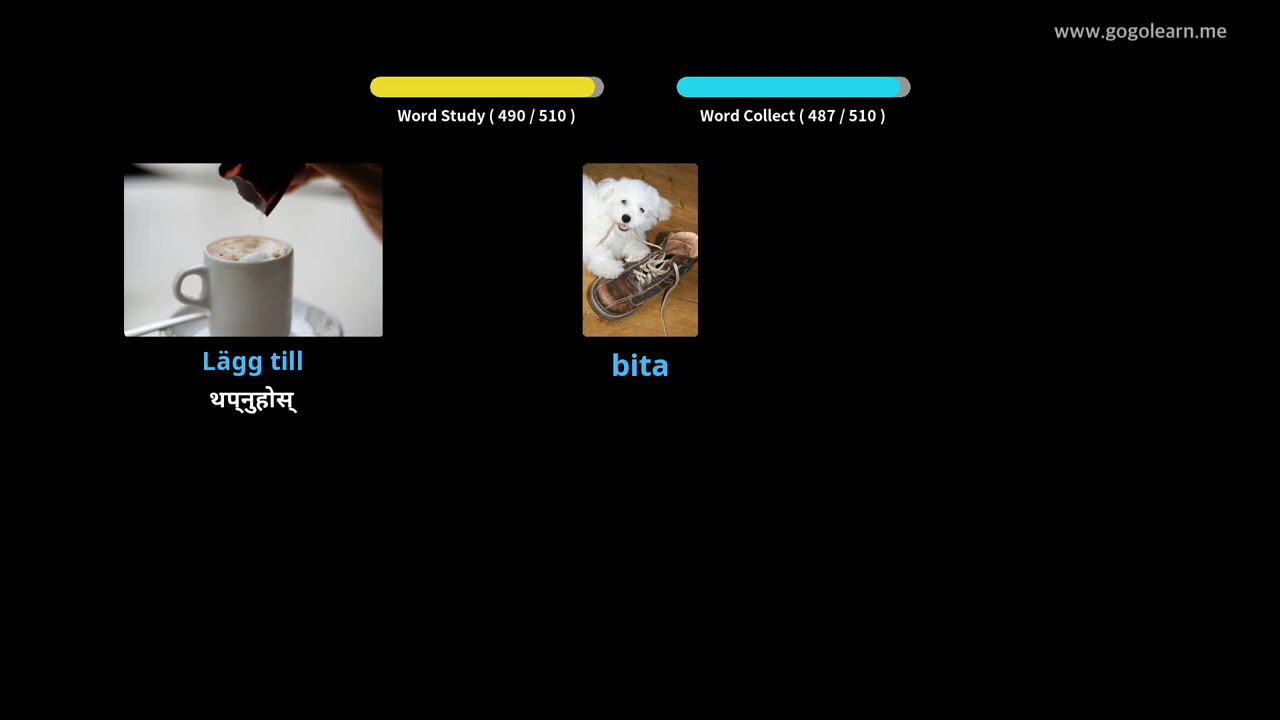 www.gogolearn.me
Word Study ( 490 / 510 )
Word Collect ( 487 / 510 )
Lägg till
थप्नुहोस्
bita